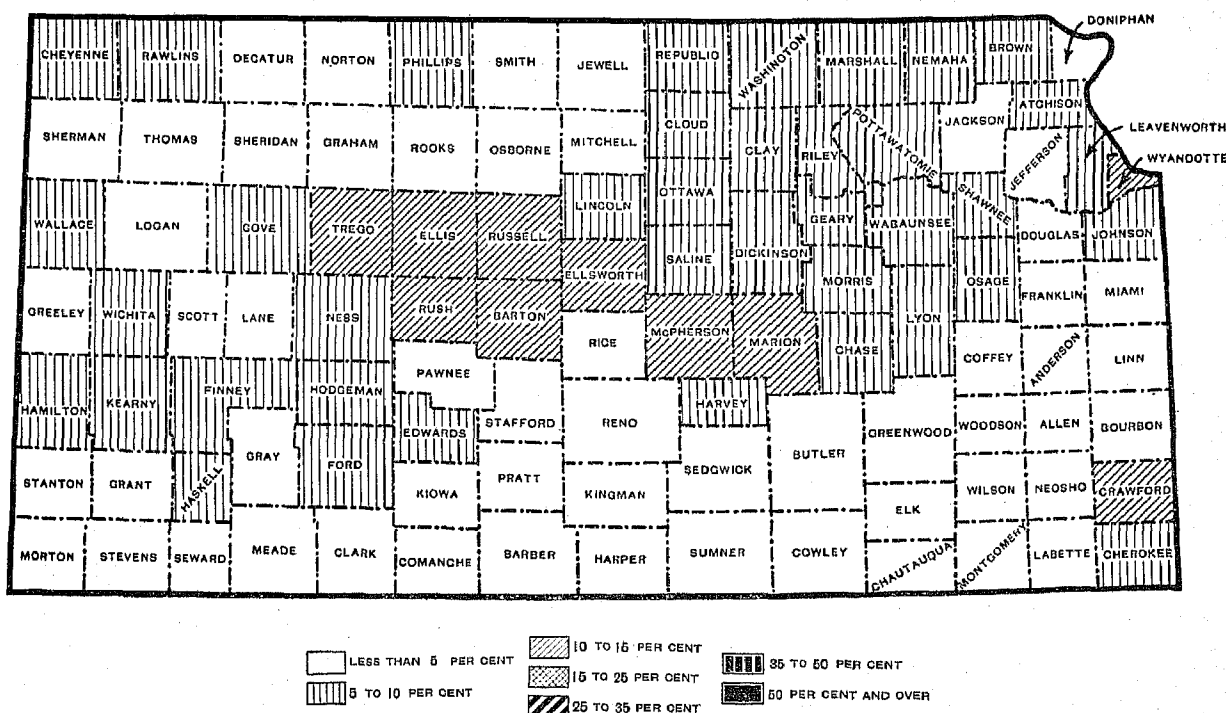 DONIPHAN
CHEYENNE RAWLINS DECATUR NORTON PHILLIPS SMITH JEWELL REPUBLIC WASHINGTON MARSHALL NEMAHA BROWN
ATCHISON
SHERMAN THOMAS SHERIDAN GRAHAM ROOKS OSBORNE MITCHELL CLOUD CLAY RILEY POTTAWATOMIE JACKSON JEFFERSON LEAVENWORTH
WYANDOTTE
WALLACE LOGAN GOVE TREGO ELLIS RUSSELL LINCOLN OTTAWA GEARY WABAUNSEE SHAWNEE DOUGLAS JOHNSON
ELLSWORTH SALINE DICKINSON MORRIS OSAGE
GREELEY WICHITA SCOTT LANE NESS RUSH BARTON RICE McPHERSON MARION CHASE LYON FRANKLIN MIAMI
HAMILTON KEARNY FINNEY HODGEMAN PAWNEE COFFEY ANDERSON LINN
EDWARDS STAFFORD RENO HARVEY GREENWOOD WOODSON ALLEN BOURBON
STANTON GRANT HASKELL GRAY FORD KIOWA PRATT KINGMAN SEDGWICK BUTLER ELK WILSON NEOSHO CRAWFORD
MORTON STEVENS SEWARD MEADE CLARK COMANCHE BARBER HARPER SUMNER COWLEY CHAUTAUQUA MONTGOMERY LABETTE CHEROKEE
LESS THAN 5 PER CENT
5 TO 10 PER CENT
10 TO 15 PER CENT
15 TO 25 PER CENT
25 TO 35 PER CENT
35 TO 50 PER CENT
50 PER CENT AND OVER